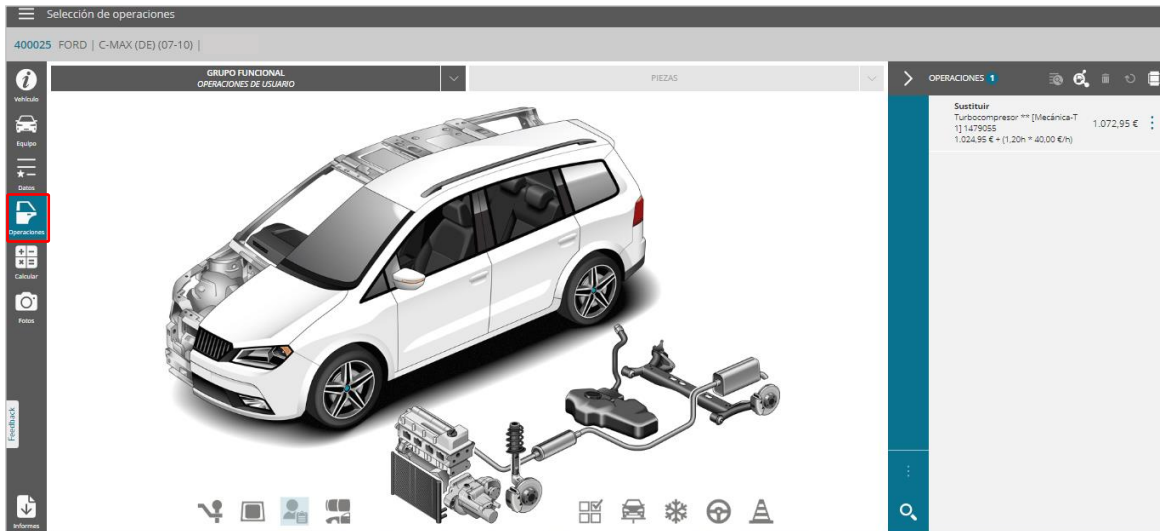 Selección de operaciones
400025 FORD | C-MAX (DE) (07-10) |
Vehículo
Equipo
Datos
Operaciones
Calcular
Fotos
Feedback
Informes
GRUPO FUNCIONAL
OPERACIONES DE USUARIO
PIEZAS
OPERACIONES 1
Sustituir
Turbocompresor ** [Mecánica-T
1] 1479055
1.024,95 € + (1,20h * 40,00 €/h)
1.072,95 €